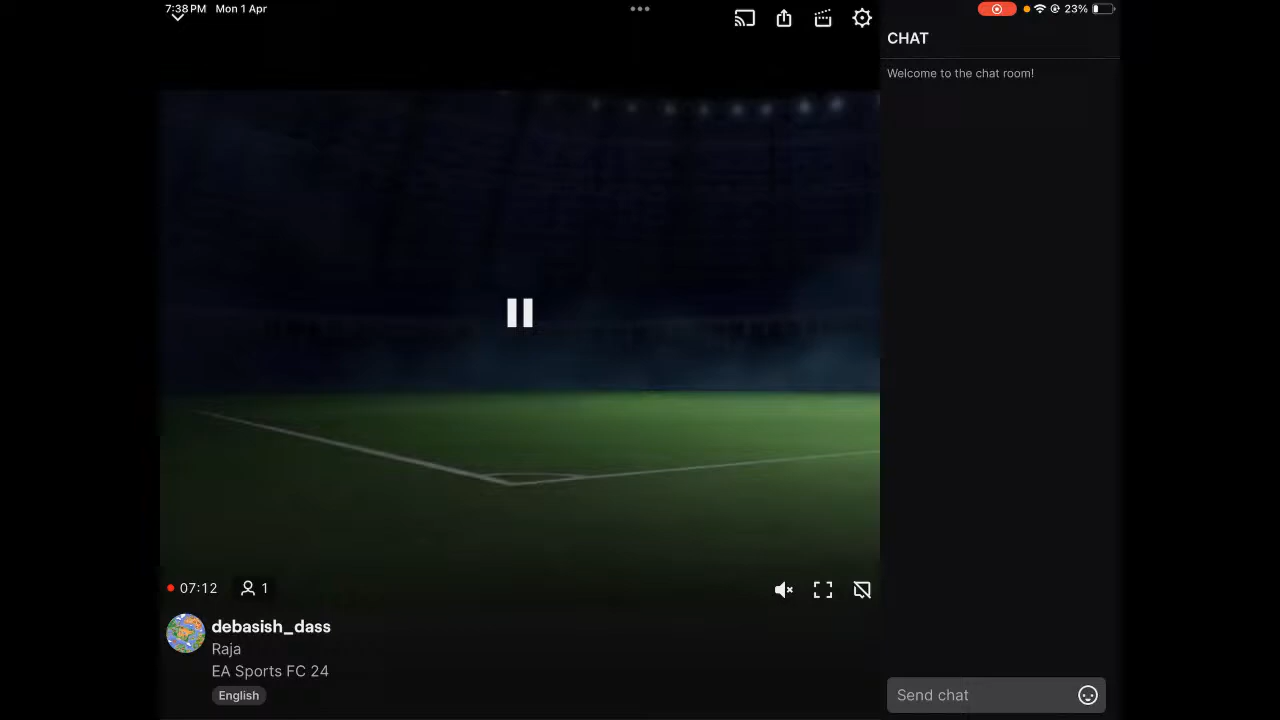 7:38 PM Mon 1 Apr
23%
CHAT
Welcome to the chat room!
07:12
1
debasish_dass
Raja
EA Sports FC 24
English
Send chat